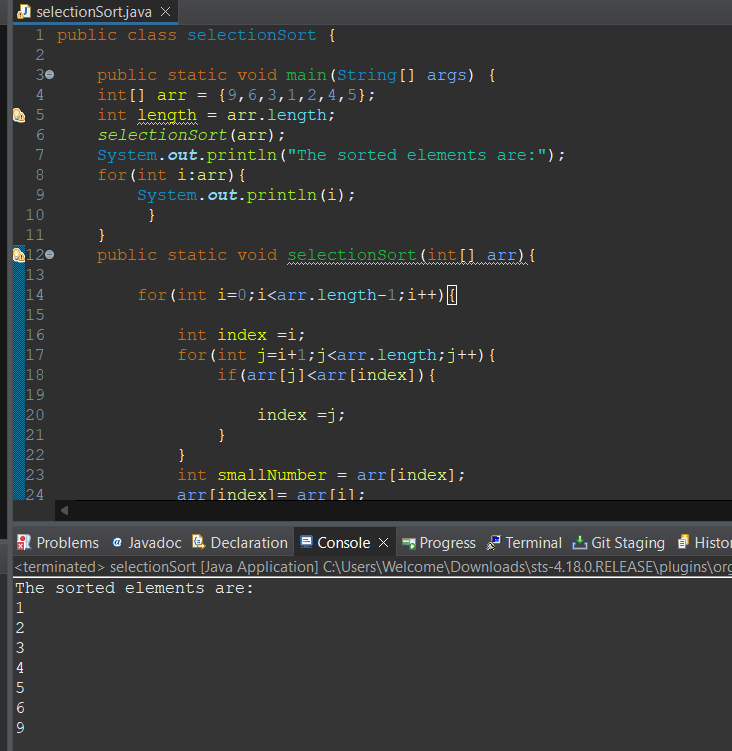 selectionSort.java
1 public class selectionSort {
2
3 public static void main(String[] args) {
4 int[] arr = {9,6,3,1,2,4,5};
5 int length = arr.length;
6 selectionSort(arr);
7 System.out.println("The sorted elements are:");
8 for(int i:arr){
9 System.out.println(i);
10 }
11 }
12 public static void selectionSort(int[] arr){
13
14 for(int i=0;i<arr.length-1;i++){
15
16 int index =i;
17 for(int j=i+1;j<arr.length;j++){
18 if(arr[j]<arr[index]){
19
20 index =j;
21 }
22 }
23 int smallNumber = arr[index];
24 arr[index]= arr[i];
Problems @ Javadoc Declaration Console Progress Terminal Git Staging Histor
<terminated> selectionSort [Java Application] C:\Users\Welcome\Downloads\sts-4.18.0.RELEASE\plugins\org
The sorted elements are:
1
2
3
4
5
6
9